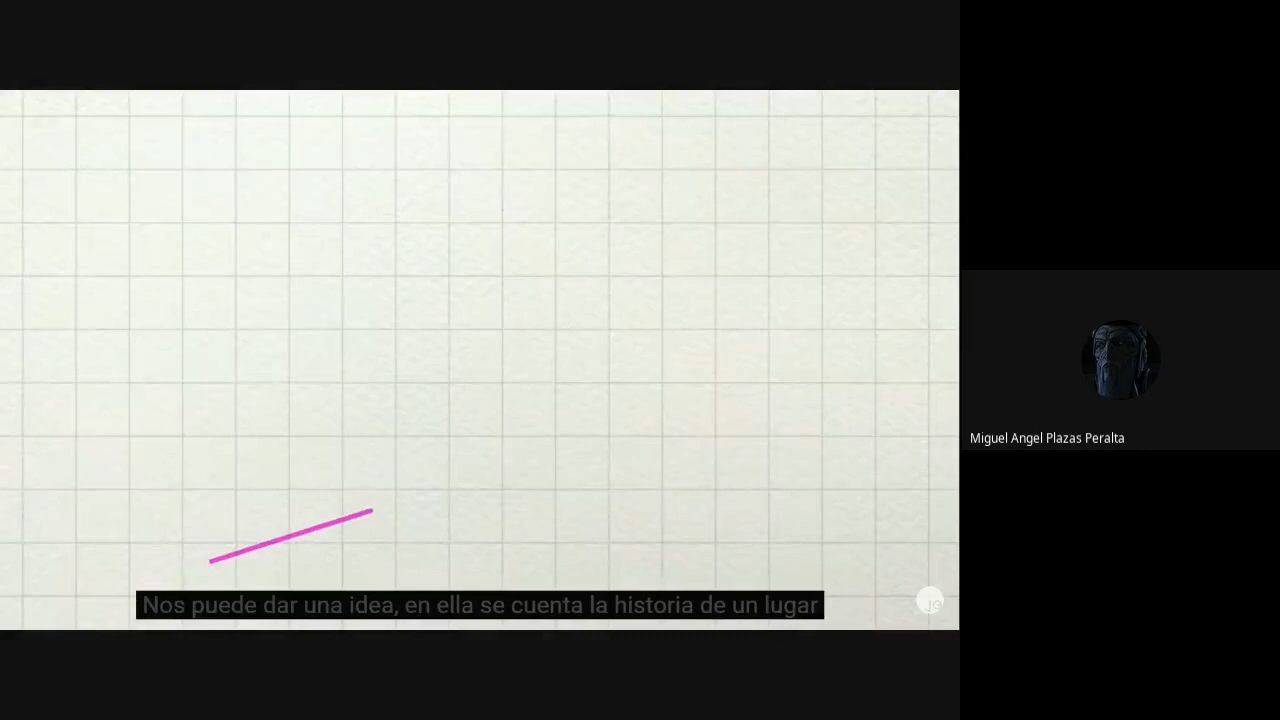 Nos puede dar una idea, en ella se cuenta la historia de un lugar
Miguel Angel Plazas Peralta